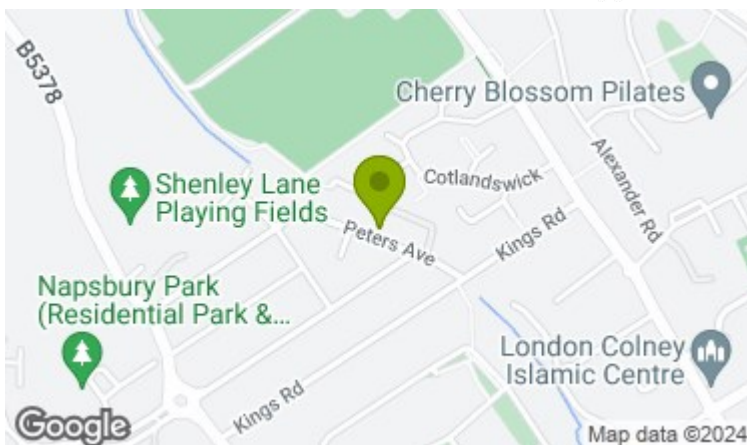 B5378
Cherry Blossom Pilates
Alexander Rd
Cotlandswick
Shenley Lane
Playing Fields
Peters Ave
Kings Rd
Napsbury Park
(Residential Park &...
London Colney
Islamic Centre
Kings Rd
Google
Map data ©2024